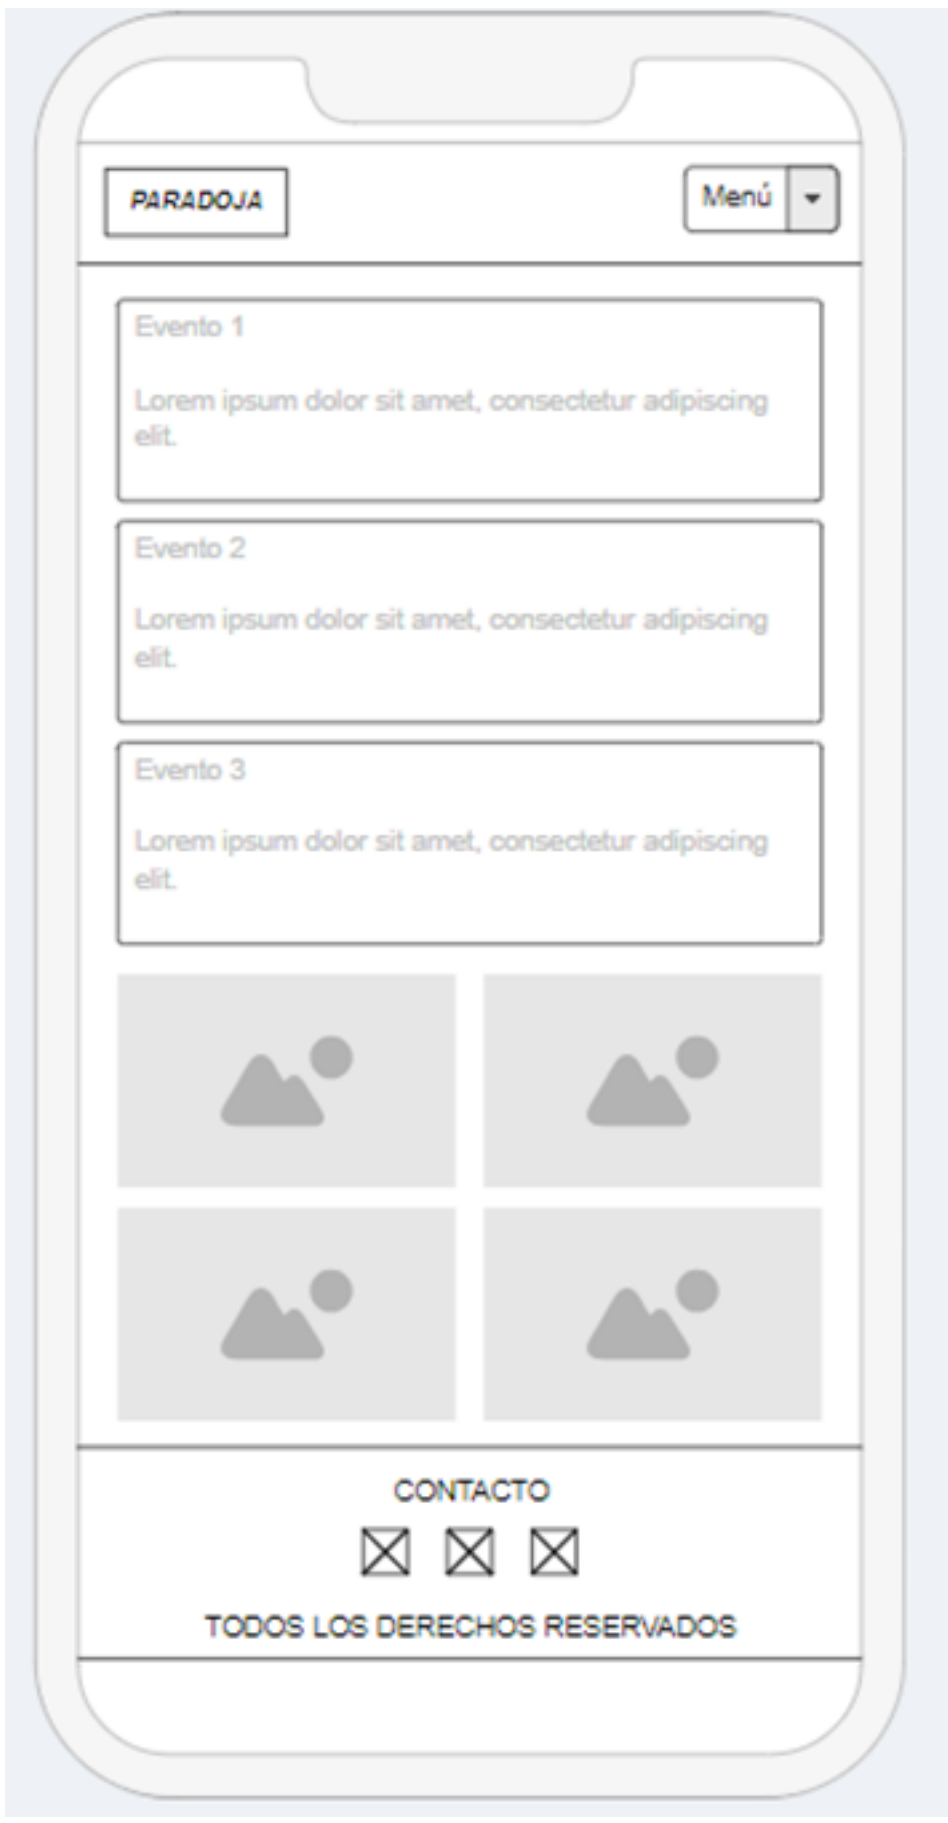 PARADOJA
Menú
Evento 1
Lorem ipsum dolor sit amet, consectetur adipiscing
elit.
Evento 2
Lorem ipsum dolor sit amet, consectetur adipiscing
elit.
Evento 3
Lorem ipsum dolor sit amet, consectetur adipiscing
elit.
CONTACTO
TODOS LOS DERECHOS RESERVADOS